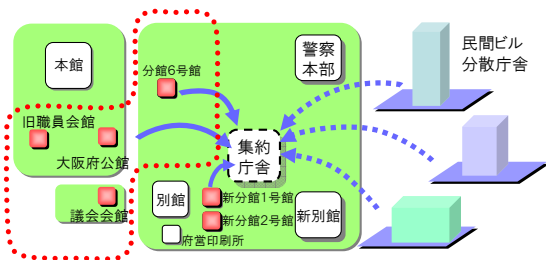 本館
分館6号館
警察
本部
民間ビル
分散庁舎
旧職員会館
大阪府公館
集約
庁舎
議会会館
別館
新分館1号館
新分館2号館
新別館
府営印刷所